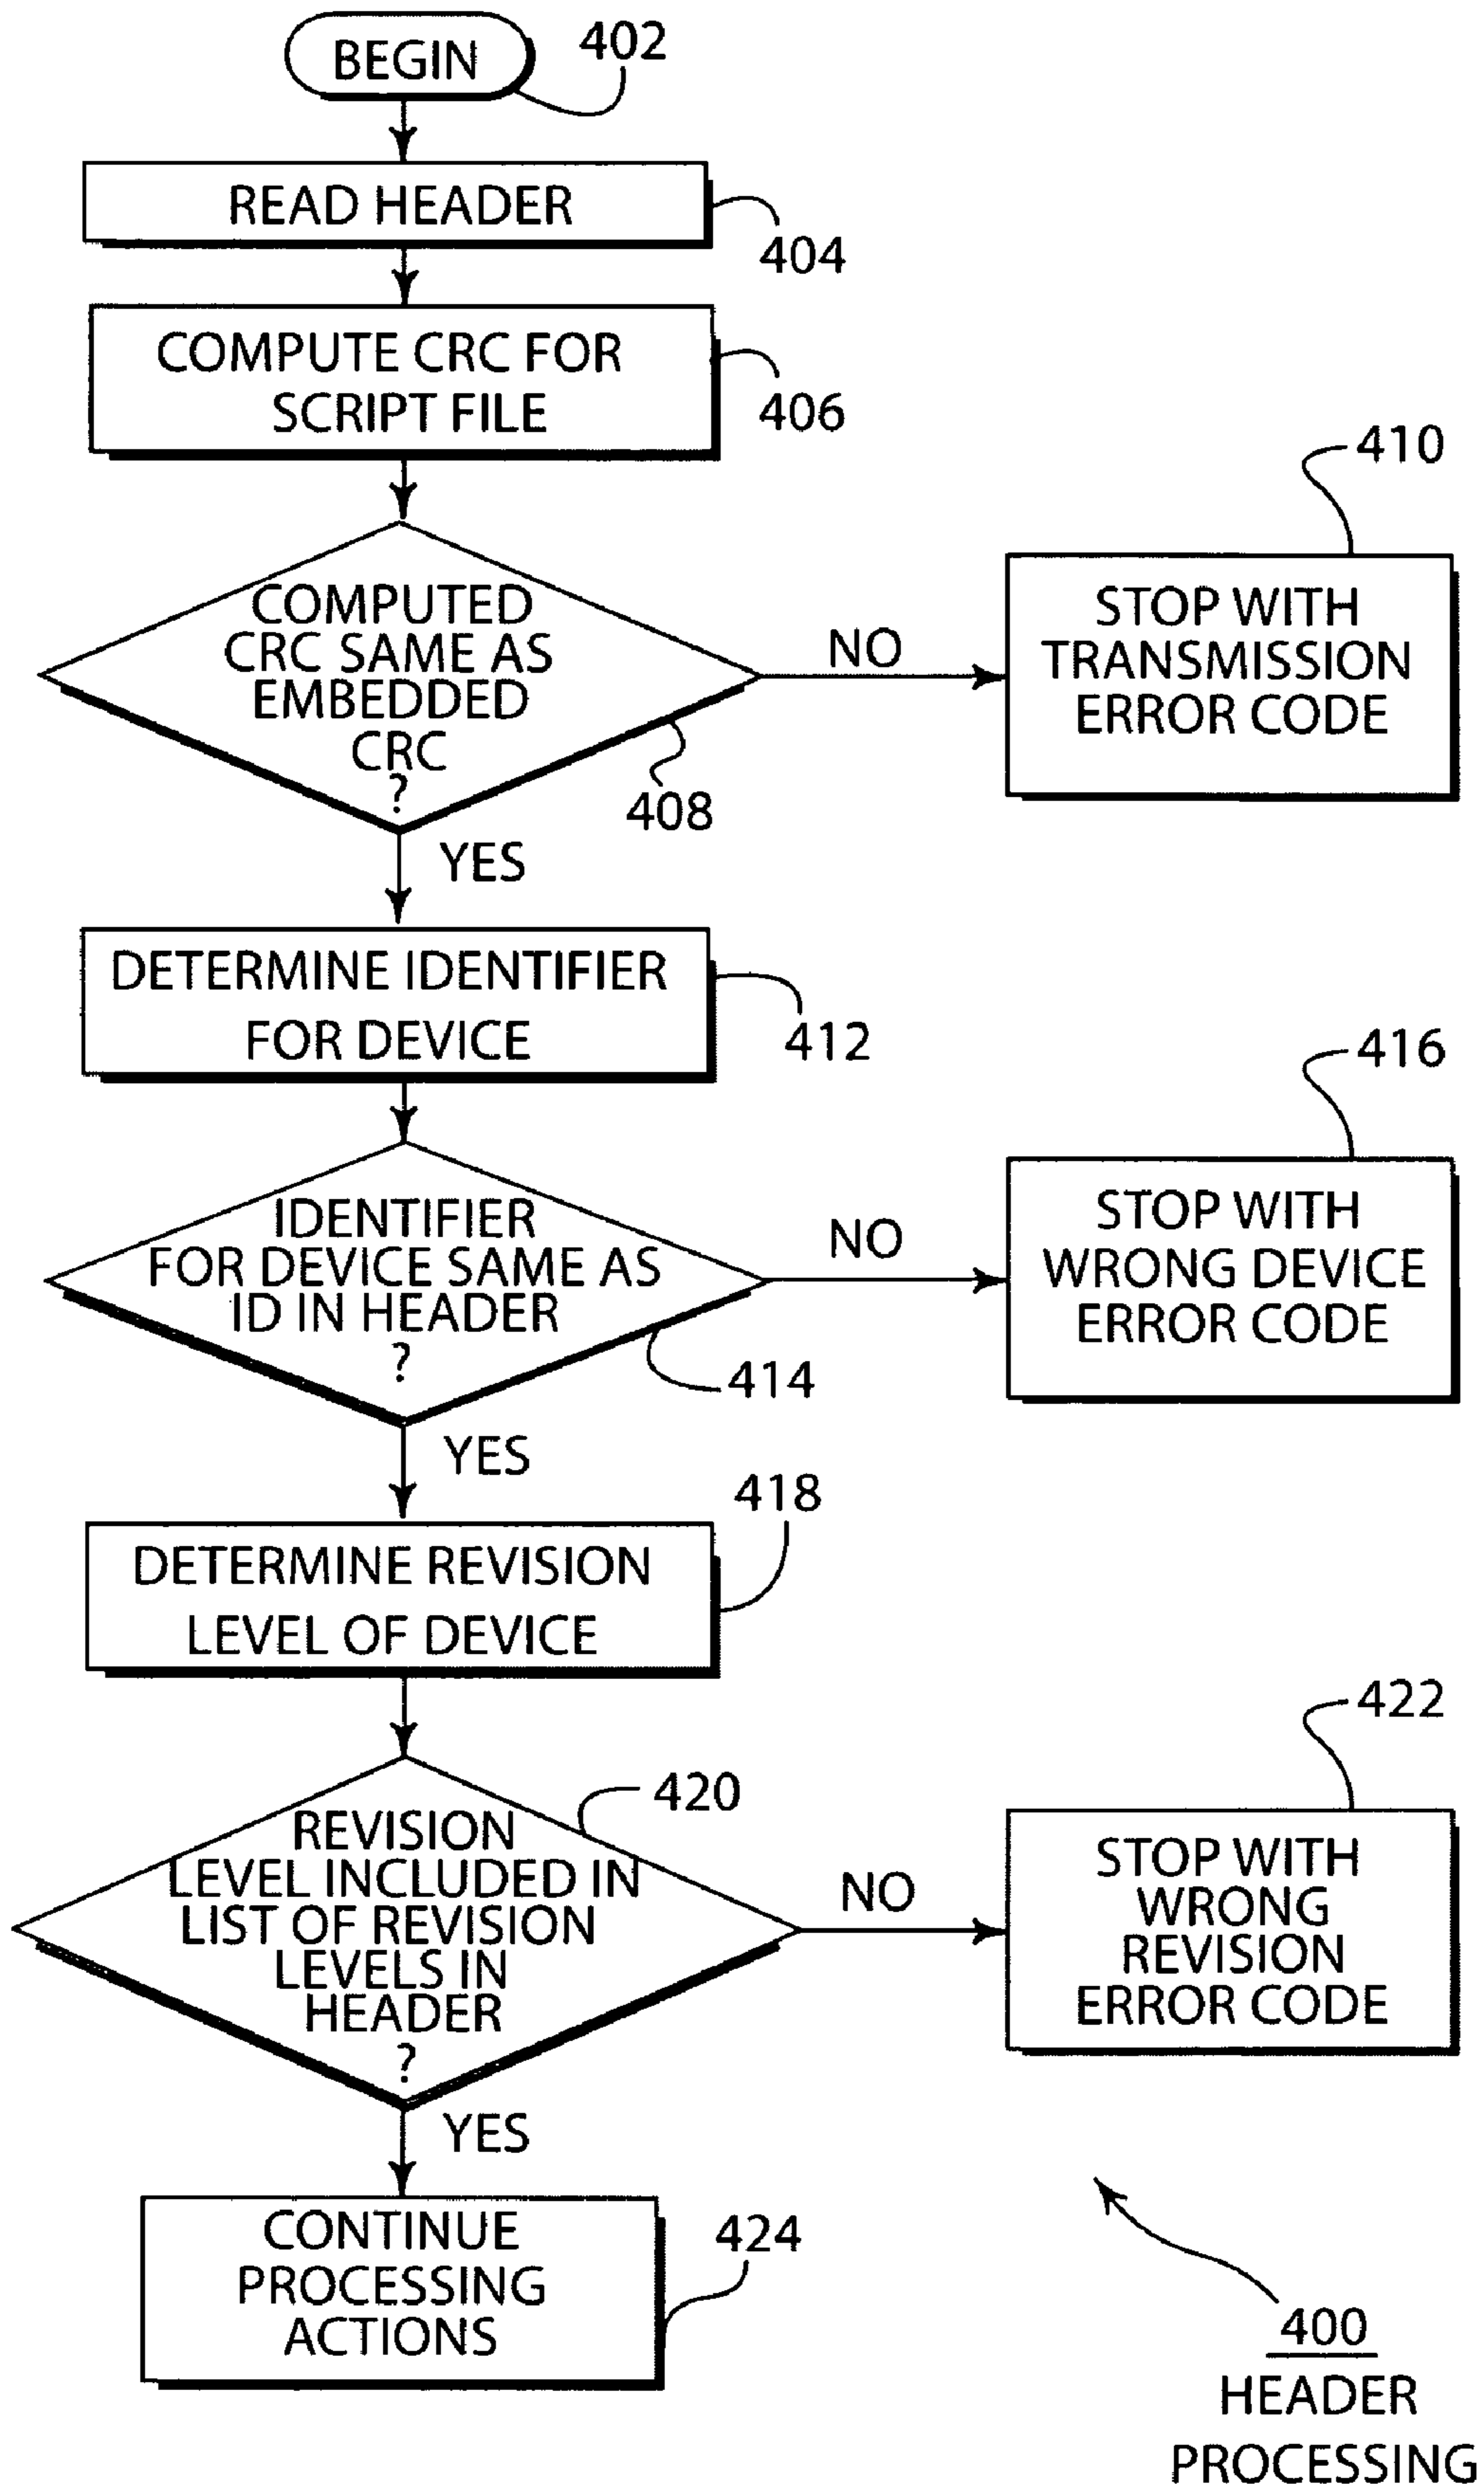 BEGIN
402
READ HEADER
404
COMPUTE CRC FOR
SCRIPT FILE
406
COMPUTED
CRC SAME AS
EMBEDDED
CRC
?
408
NO
410
STOP WITH
TRANSMISSION
ERROR CODE
YES
DETERMINE IDENTIFIER
FOR DEVICE
412
IDENTIFIER
FOR DEVICE SAME AS
ID IN HEADER
?
414
NO
416
STOP WITH
WRONG DEVICE
ERROR CODE
YES
418
DETERMINE REVISION
LEVEL OF DEVICE
420
REVISION
LEVEL INCLUDED IN
LIST OF REVISION
LEVELS IN
HEADER
?
NO
422
STOP WITH
WRONG
REVISION
ERROR CODE
YES
CONTINUE
PROCESSING
ACTIONS
424
400
HEADER
PROCESSING